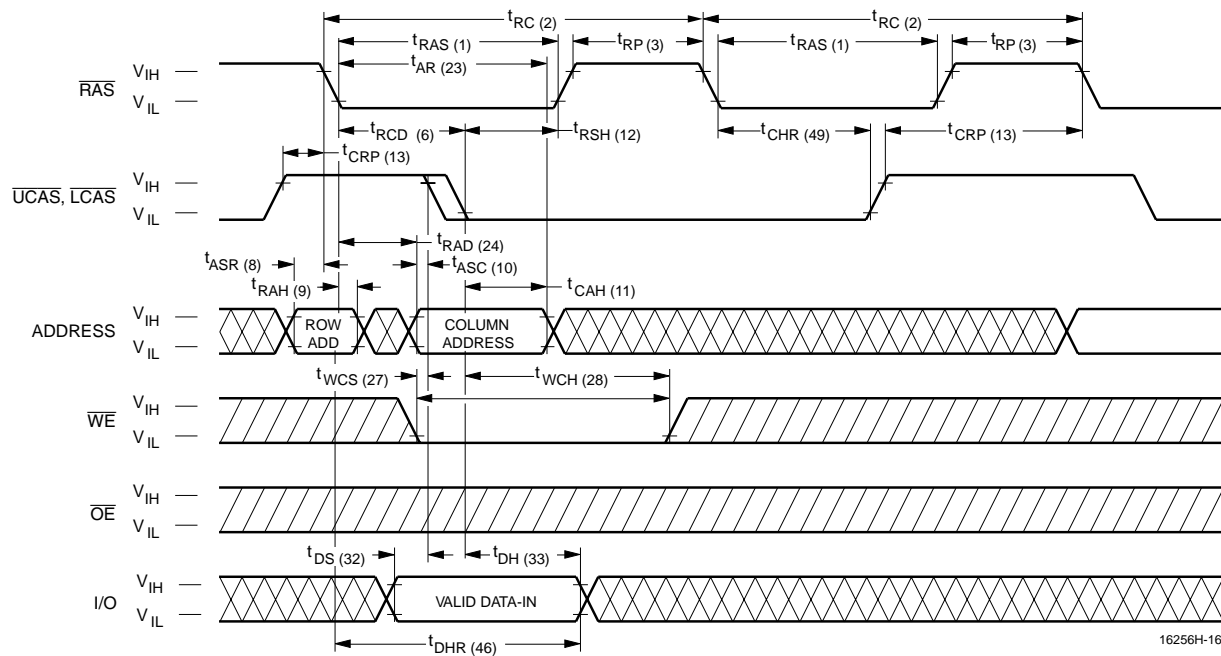 tRC (2) tRC (2)
tRAS (1) tRP (3) tRAS (1) tRP (3)
tAR (23)
RAS VIH
VIL
tRCD (6) tRSH (12) tCHR (49) tCRP (13)
tCRP (13)
UCAS, LCAS VIH
VIL
tRAD (24)
tASR (8) tASC (10)
tRAH (9) tCAH (11)
ADDRESS VIH
VIL
ROW
ADD
COLUMN
ADDRESS
tWCS (27) tWCH (28)
WE VIH
VIL
OE VIH
VIL
tDS (32) tDH (33)
I/O VIH
VIL
VALID DATA-IN
tDHR (46)
16256H-16